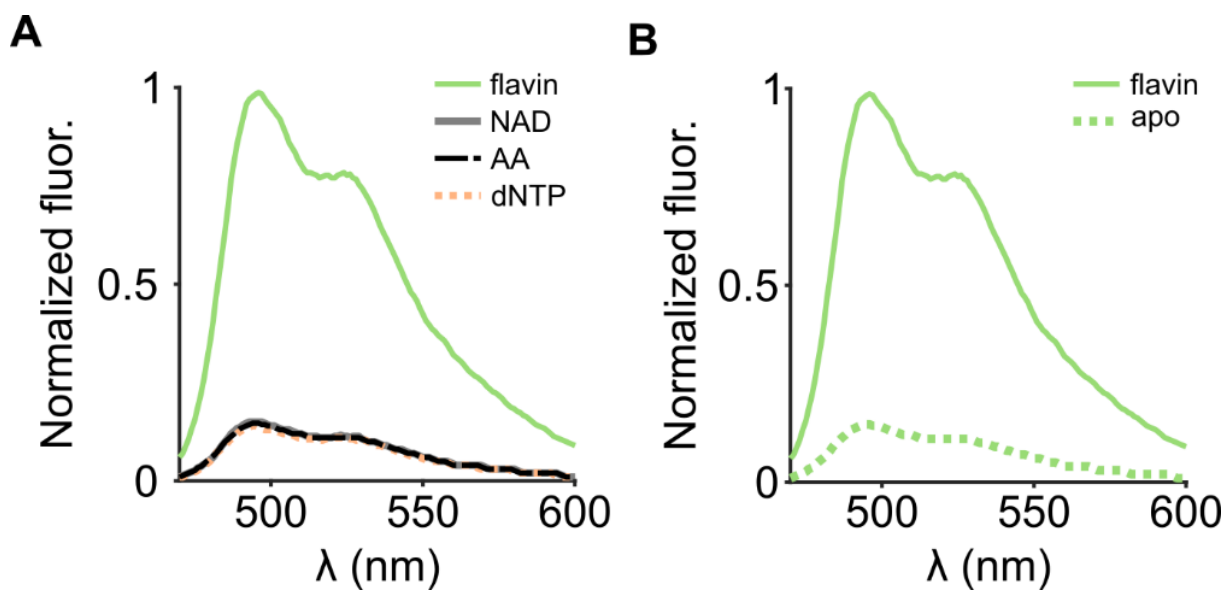 A
Normalized fluor.
1
0.5
0
500 550 600
λ (nm)
flavin
NAD
AA
dNTP
B
Normalized fluor.
1
0.5
0
500 550 600
λ (nm)
flavin
apo